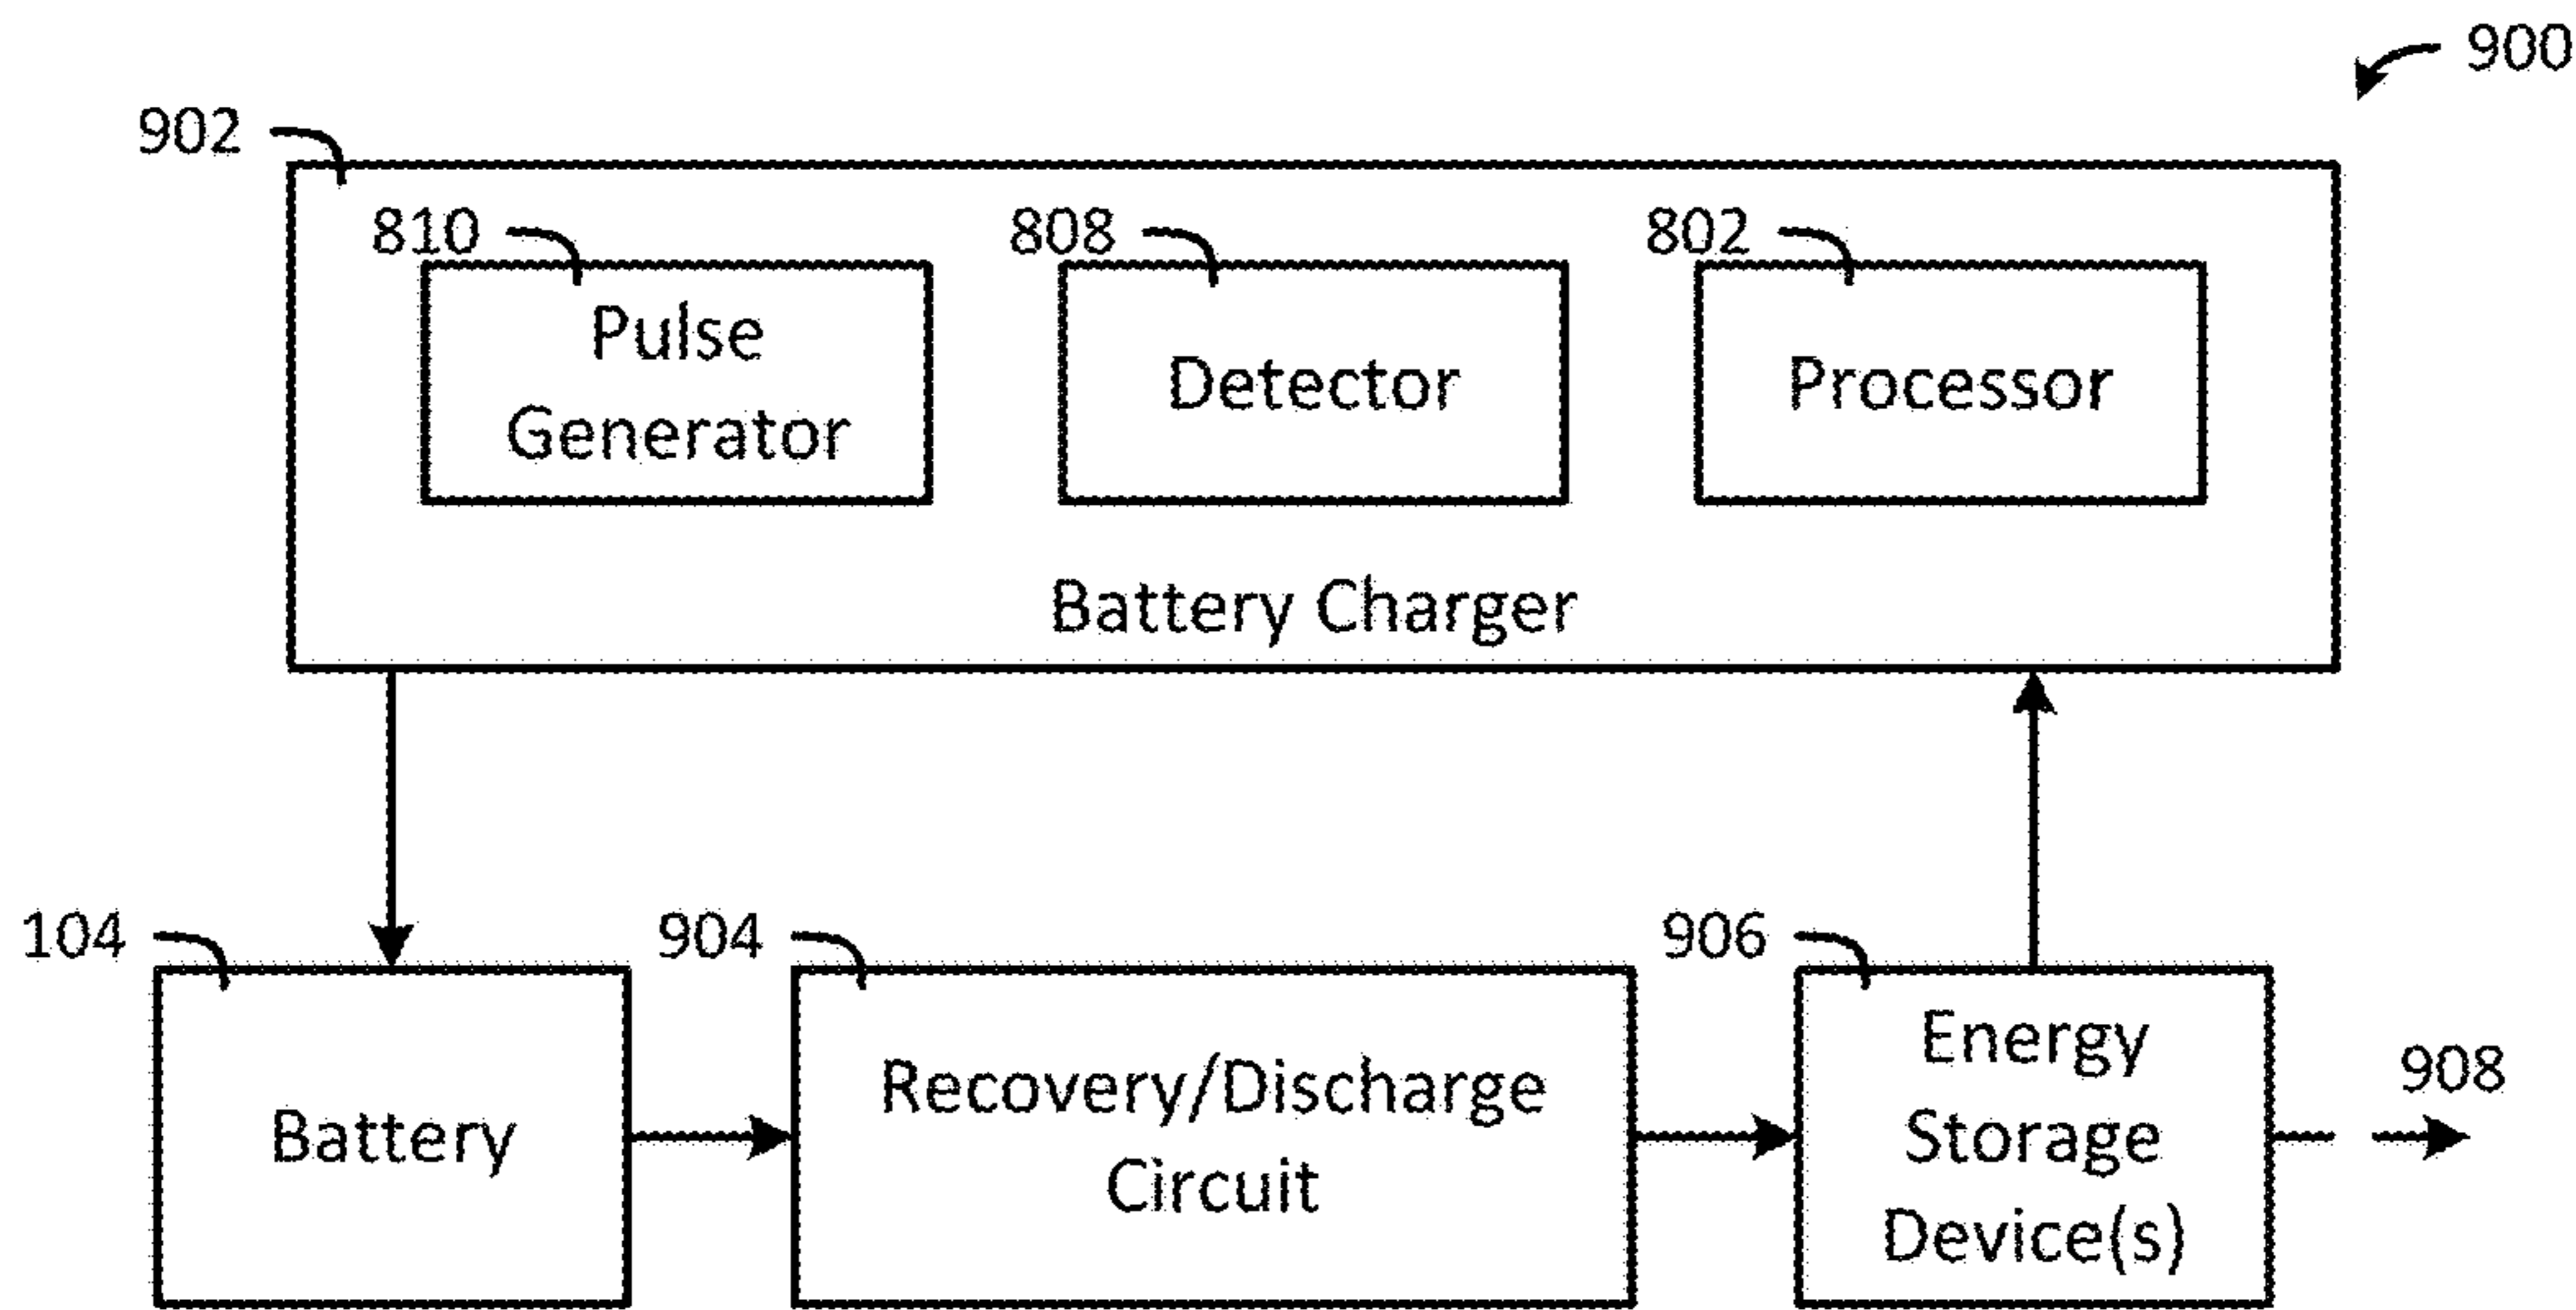 900
902
810
808
802
Pulse
Generator
Detector
Processor
Battery Charger
104
904
906
Battery
Recovery/Discharge
Circuit
Energy
Storage
Device(s)
908